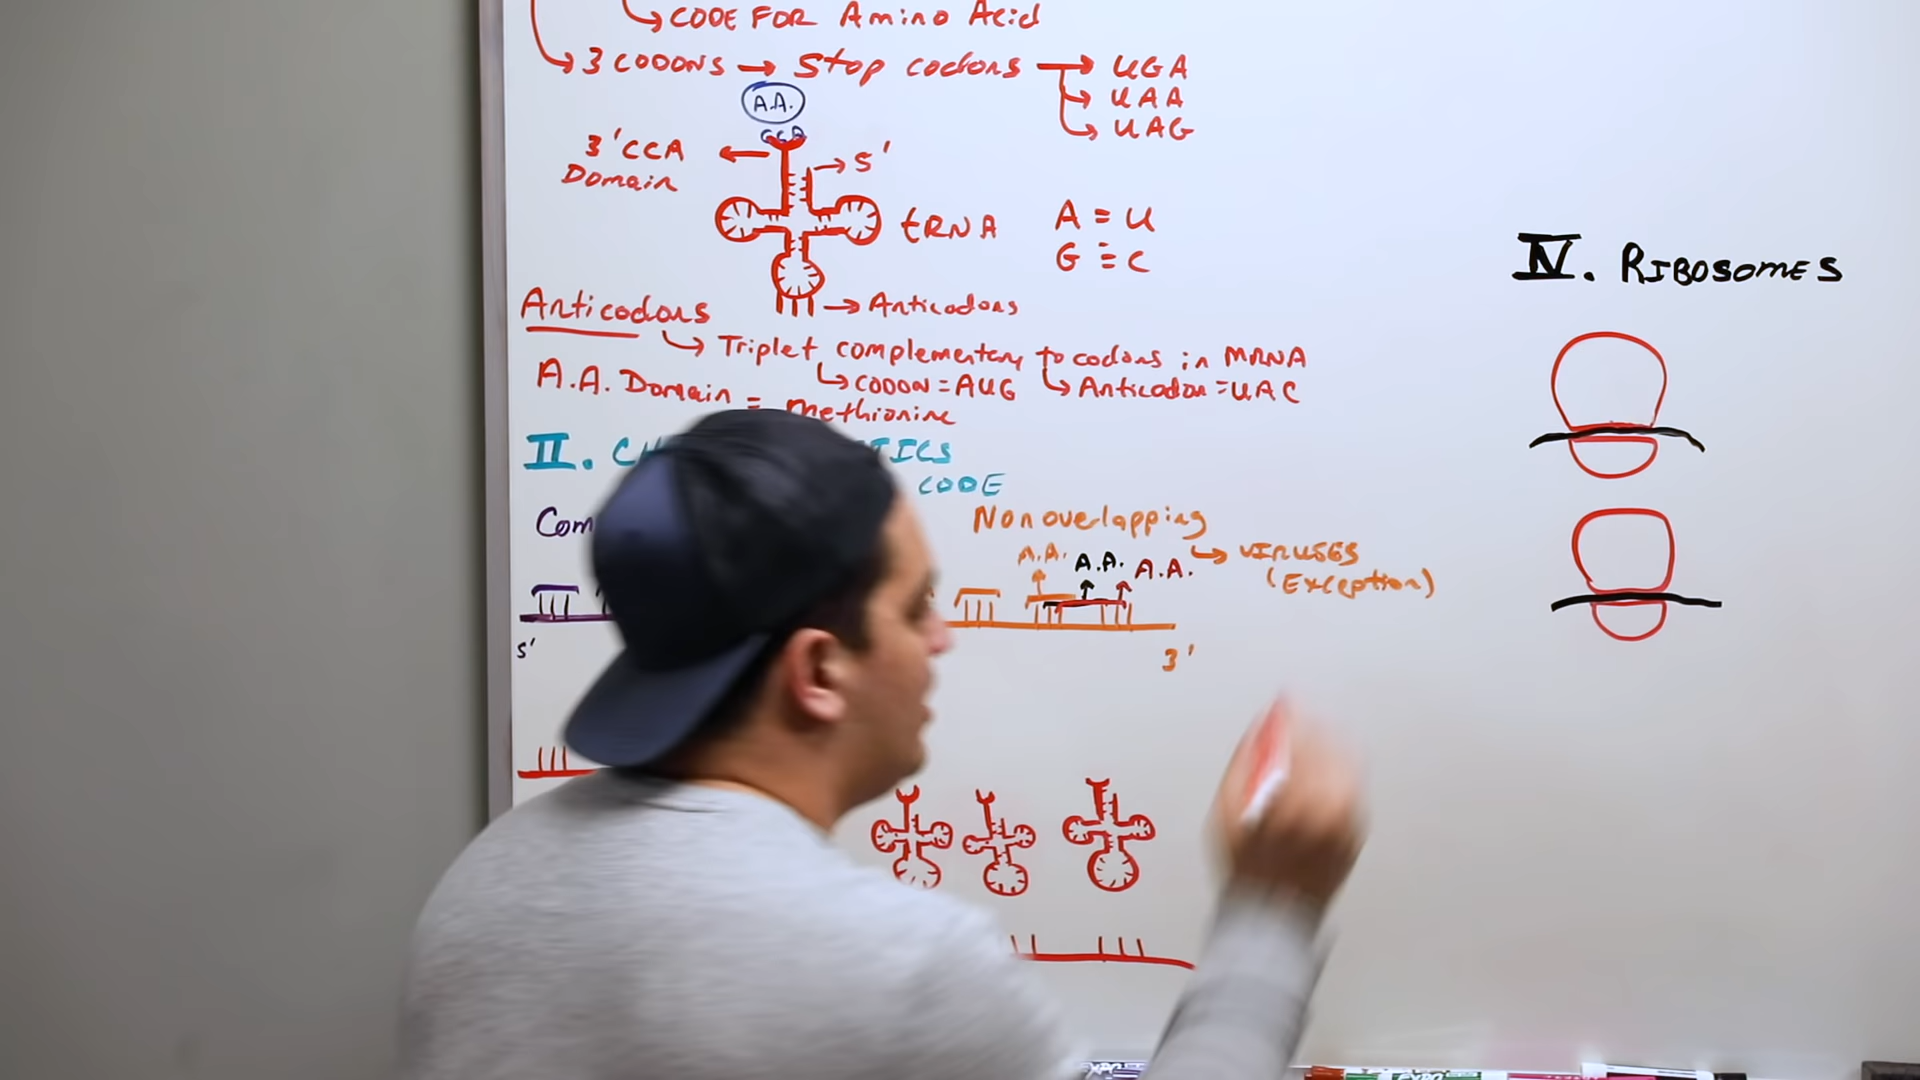 CODE FOR Amino Acid
3 CODONS → Stop codons → UGA
UAA
UAG
A.A.
CCA
3' CCA
Domain
5'
tRNA
A = U
G ≡ C
Anticodons
Anticodons
Triplet complementary to codons in MRNA
CODON = AUG
Anticodon = UAC
A.A. Domain = Methionine
II.
CODE
Nonoverlapping
A.A.
A.A.
A.A.
VIRUSES
(Exception)
5'
3'
IV. RIBOSOMES